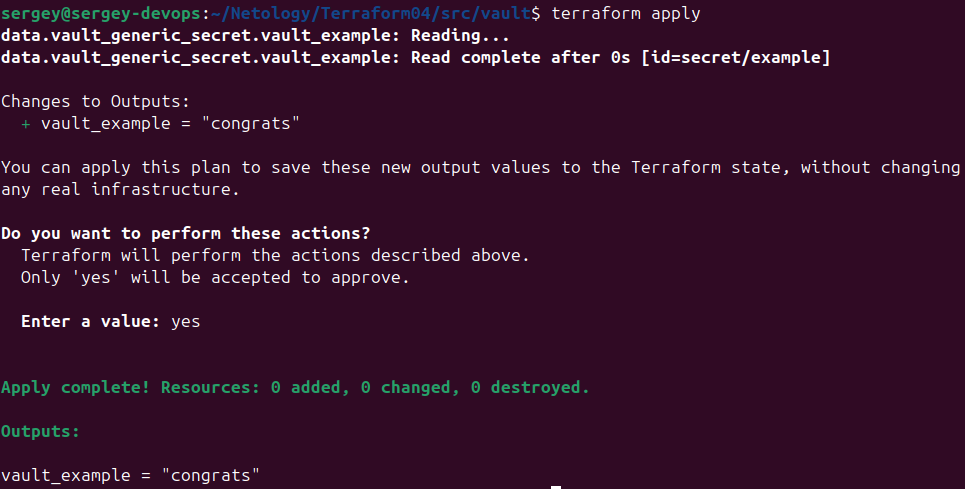 sergey@sergey-devops:~/Netology/Terraform04/src/vault$ terraform apply
data.vault_generic_secret.vault_example: Reading...
data.vault_generic_secret.vault_example: Read complete after 0s [id=secret/example]
Changes to Outputs:
+ vault_example = "congrats"
You can apply this plan to save these new output values to the Terraform state, without changing
any real infrastructure.
Do you want to perform these actions?
Terraform will perform the actions described above.
Only 'yes' will be accepted to approve.
Enter a value: yes
Apply complete! Resources: 0 added, 0 changed, 0 destroyed.
Outputs:
vault_example = "congrats"